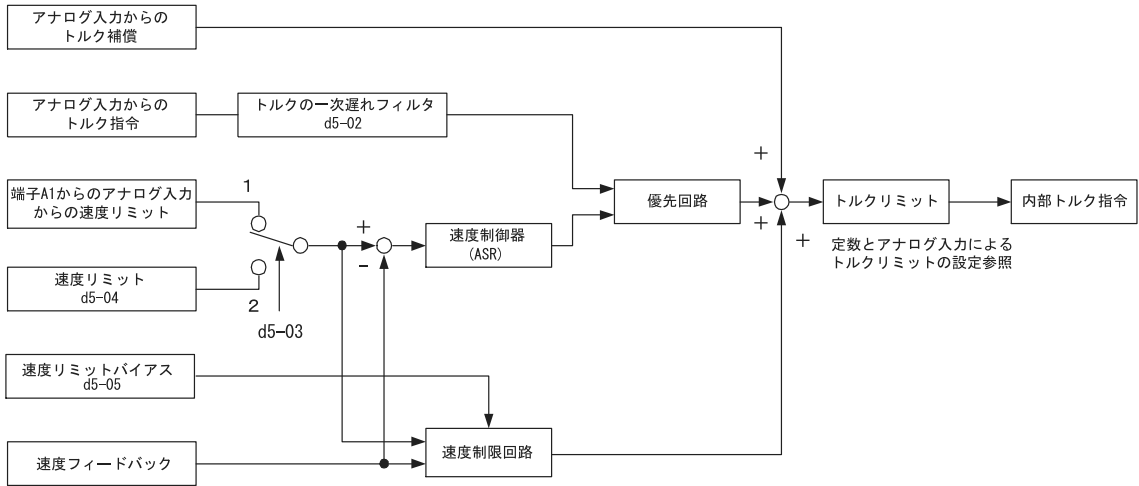 アナログ入力からの
トルク補償
アナログ入力からの
トルク指令
トルクの一次遅れフィルタ
d5-02
端子A1からのアナログ入力
からの速度リミット
1
速度リミット
d5-04
2
d5-03
+
-
速度制御器
(ASR)
優先回路
+
+
+
トルクリミット
内部トルク指令
定数とアナログ入力による
トルクリミットの設定参照
速度リミットバイアス
d5-05
速度フィードバック
速度制限回路